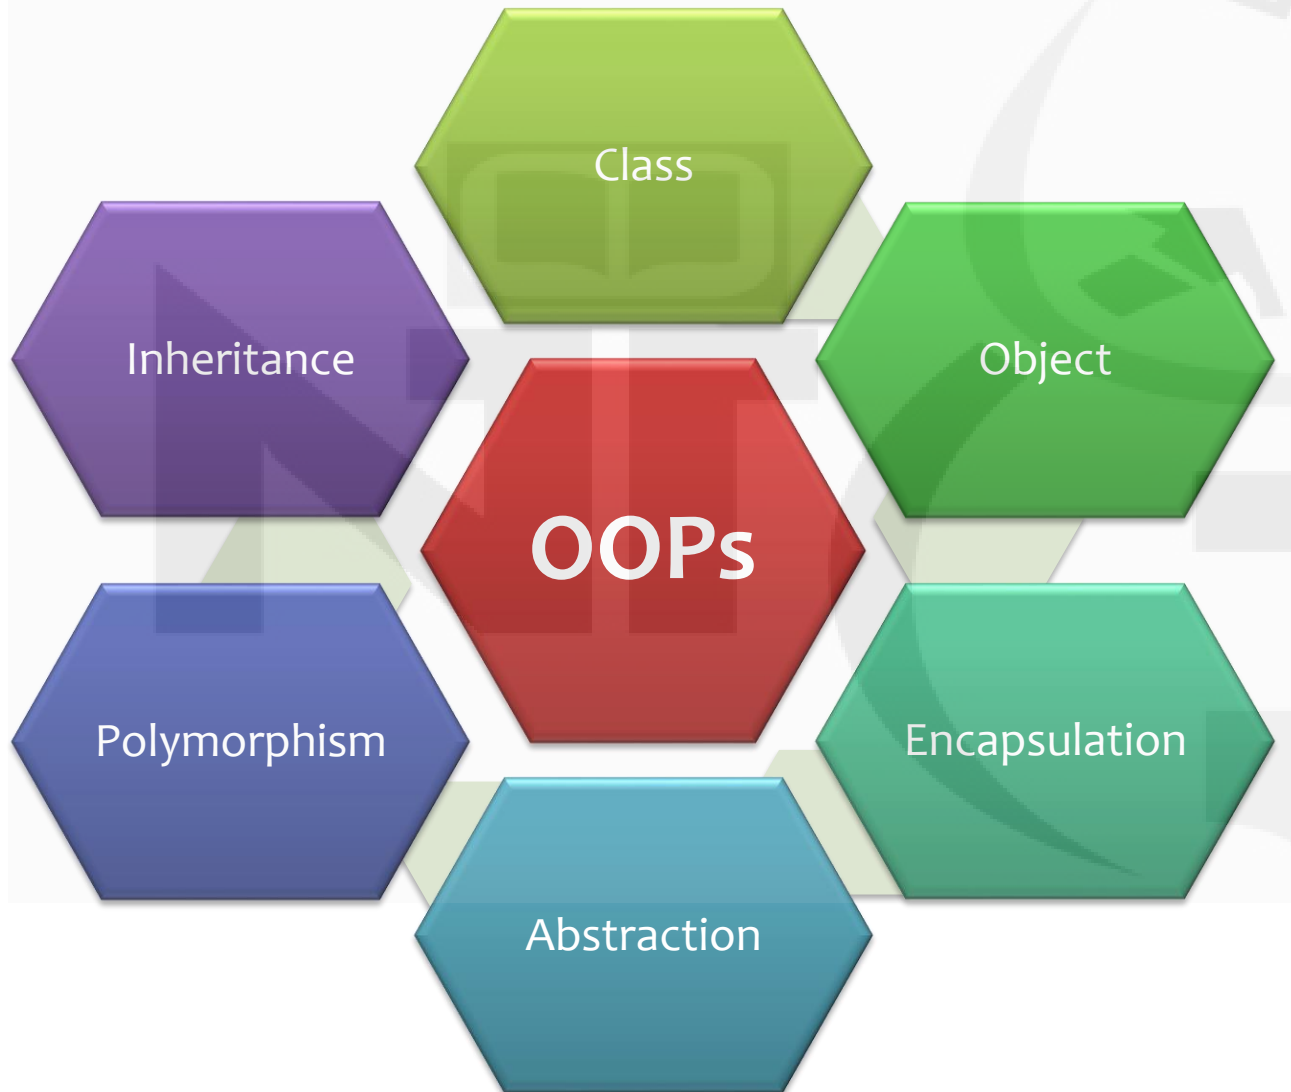 Class
Inheritance
Object
OOPs
Polymorphism
Encapsulation
Abstraction